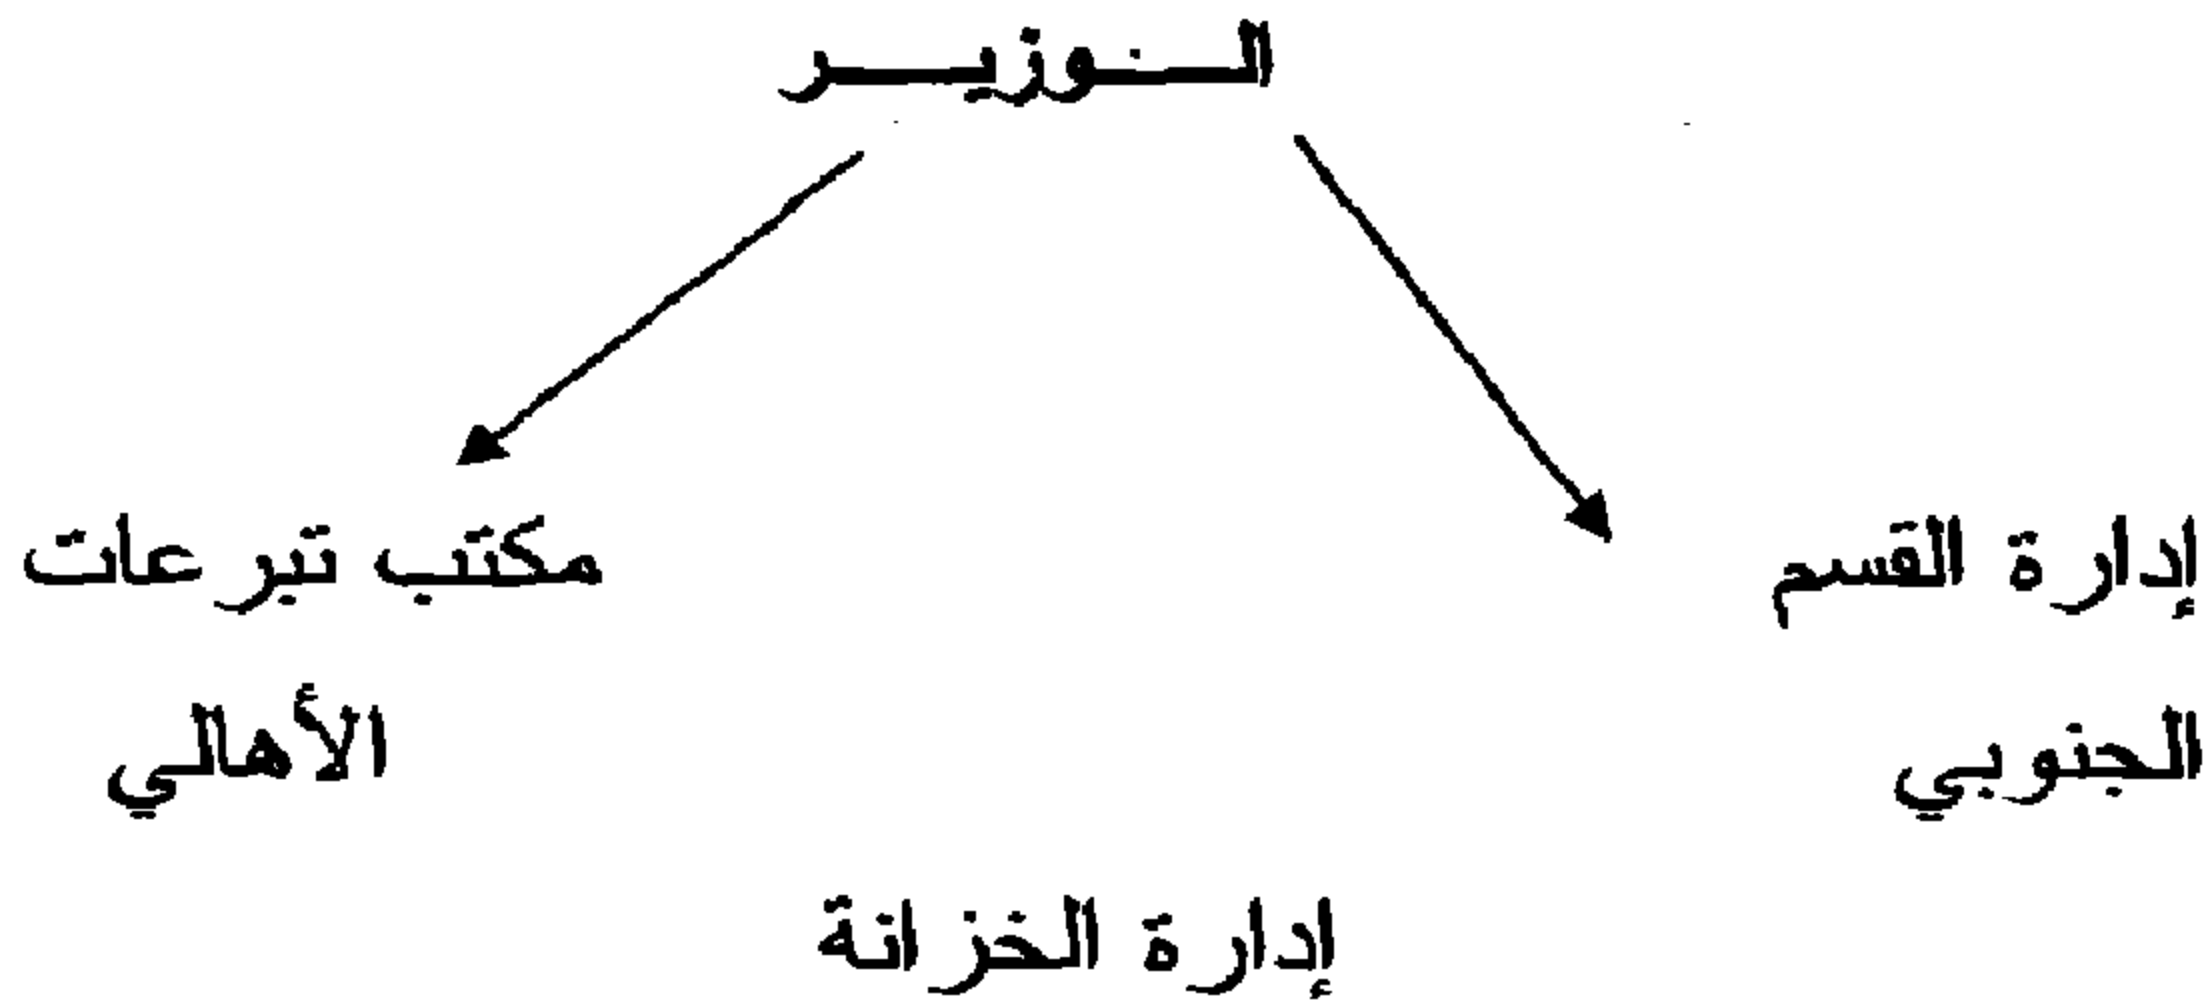 الـــوزيـــر
إدارة القسم
الجنوبي
مكتب تبرعات
الأهالي
إدارة الخزانة